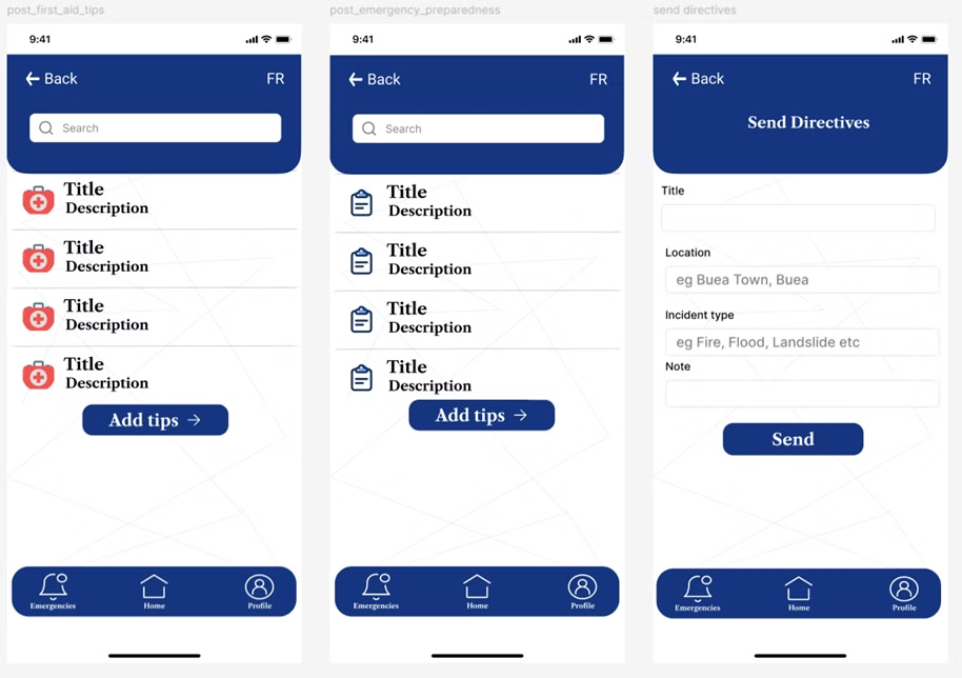 post_first_aid_tips
9:41
Back
FR
Search
Title
Description
Title
Description
Title
Description
Title
Description
Add tips
Emergencies
Home
Profile
post_emergency_preparedness
9:41
Back
FR
Search
Title
Description
Title
Description
Title
Description
Title
Description
Add tips
Emergencies
Home
Profile
send directives
9:41
Back
FR
Send Directives
Title
Location
eg Buea Town, Buea
Incident type
eg Fire, Flood, Landslide etc
Note
Send
Emergencies
Home
Profile